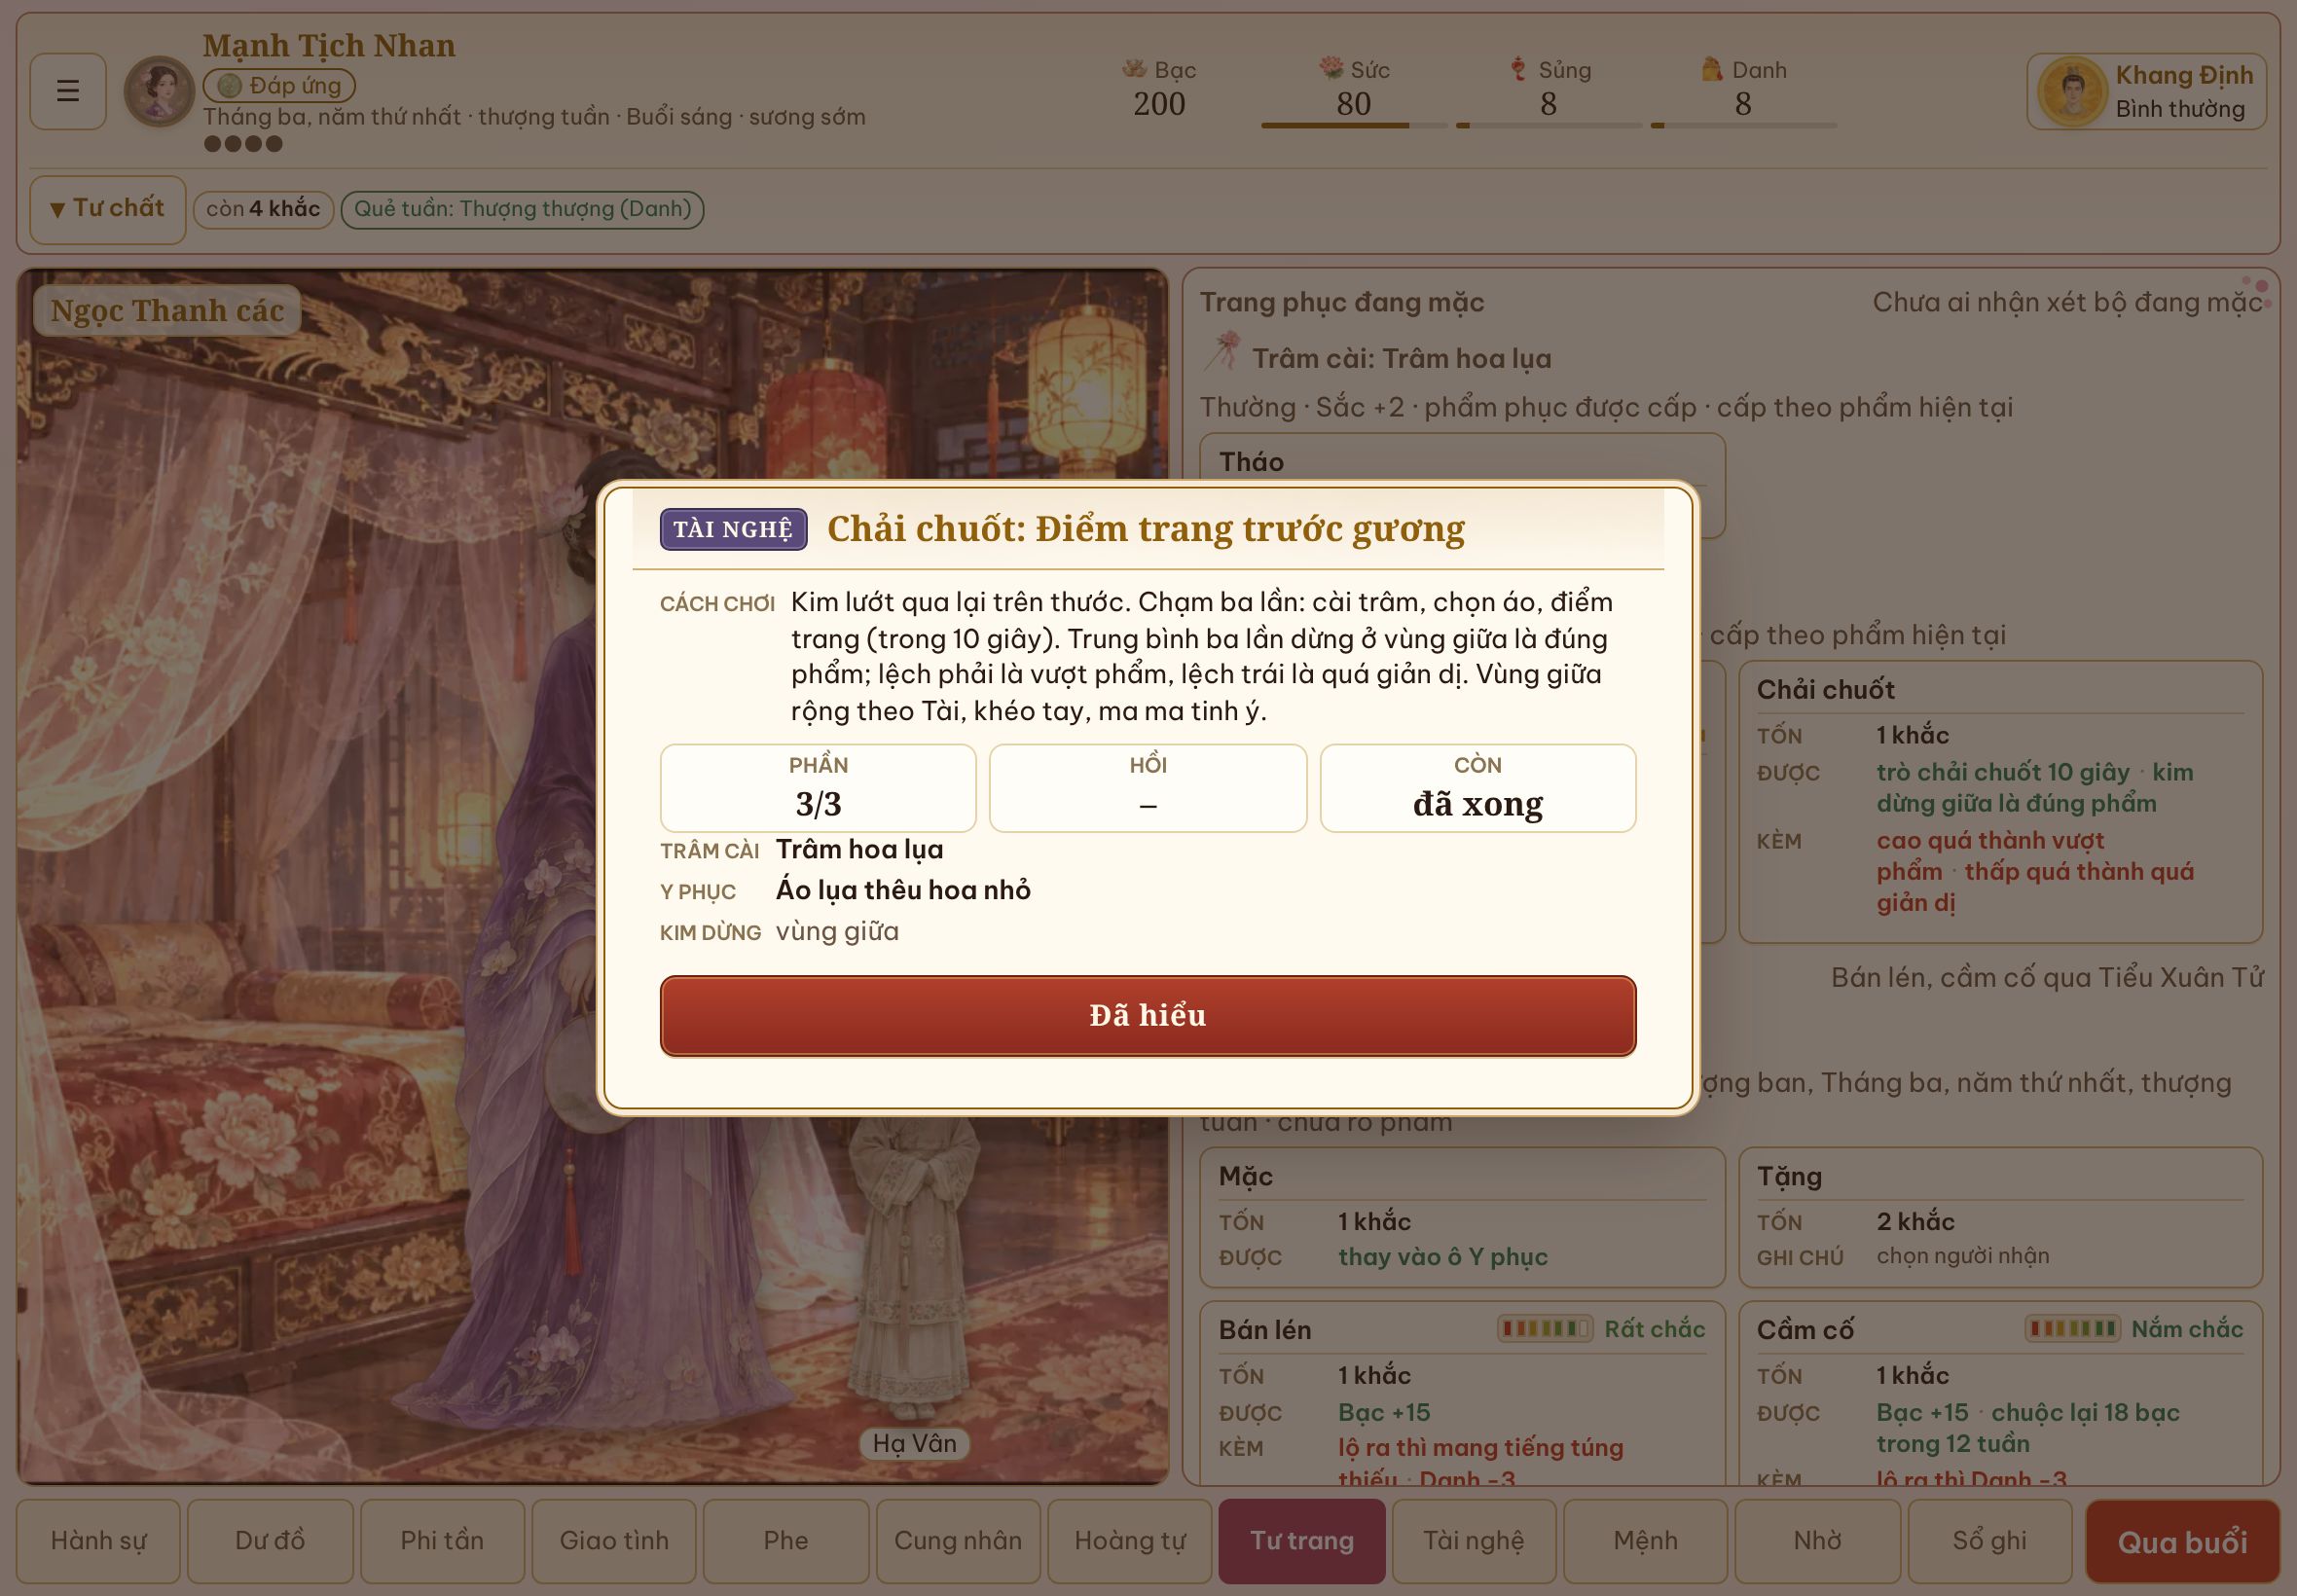 ☰
Mạnh Tịch Nhan
Đáp ứng
Tháng ba, năm thứ nhất · thượng tuần · Buổi sáng · sương sớm
Bạc
200
Sức
80
Sủng
8
Danh
8
Khang Định
Bình thường
▼ Tư chất
còn 4 khắc
Quẻ tuần: Thượng thượng (Danh)
Ngọc Thanh các
Trang phục đang mặc
Chưa ai nhận xét bộ đang mặc
Trâm cài: Trâm hoa lụa
Thường · Sắc +2 · phẩm phục được cấp · cấp theo phẩm hiện tại
Tháo
TÀI NGHỆ
Chải chuốt: Điểm trang trước gương
CÁCH CHƠI
Kim lướt qua lại trên thước. Chạm ba lần: cài trâm, chọn áo, điểm
trang (trong 10 giây). Trung bình ba lần dừng ở vùng giữa là đúng
phẩm; lệch phải là vượt phẩm, lệch trái là quá giản dị. Vùng giữa
rộng theo Tài, khéo tay, ma ma tinh ý.
PHẦN
3/3
HỒI
–
CÒN
đã xong
TRÂM CÀI Trâm hoa lụa
Y PHỤC Áo lụa thêu hoa nhỏ
KIM DỪNG vùng giữa
Đã hiểu
· cấp theo phẩm hiện tại
Chải chuốt
TỐN 1 khắc
ĐƯỢC trò chải chuốt 10 giây · kim
dừng giữa là đúng phẩm
KÈM cao quá thành vượt
phẩm · thấp quá thành quá
giản dị
Bán lén, cầm cố qua Tiểu Xuân Tử
ban, Tháng ba, năm thứ nhất, thượng
tuần · chưa rõ phẩm
Mặc
TỐN 1 khắc
ĐƯỢC thay vào ô Y phục
Tặng
TỐN 2 khắc
GHI CHÚ chọn người nhận
Bán lén
Rất chắc
TỐN 1 khắc
ĐƯỢC Bạc +15
KÈM lộ ra thì mang tiếng túng
thiếu · Danh −3
Cầm cố
Nắm chắc
TỐN 1 khắc
ĐƯỢC Bạc +15 · chuộc lại 18 bạc
trong 12 tuần
KÈM lộ ra thì Danh −3
Hạ Vân
Hành sự
Dư đồ
Phi tần
Giao tình
Phe
Cung nhân
Hoàng tự
Tư trang
Tài nghệ
Mệnh
Nhờ
Sổ ghi
Qua buổi